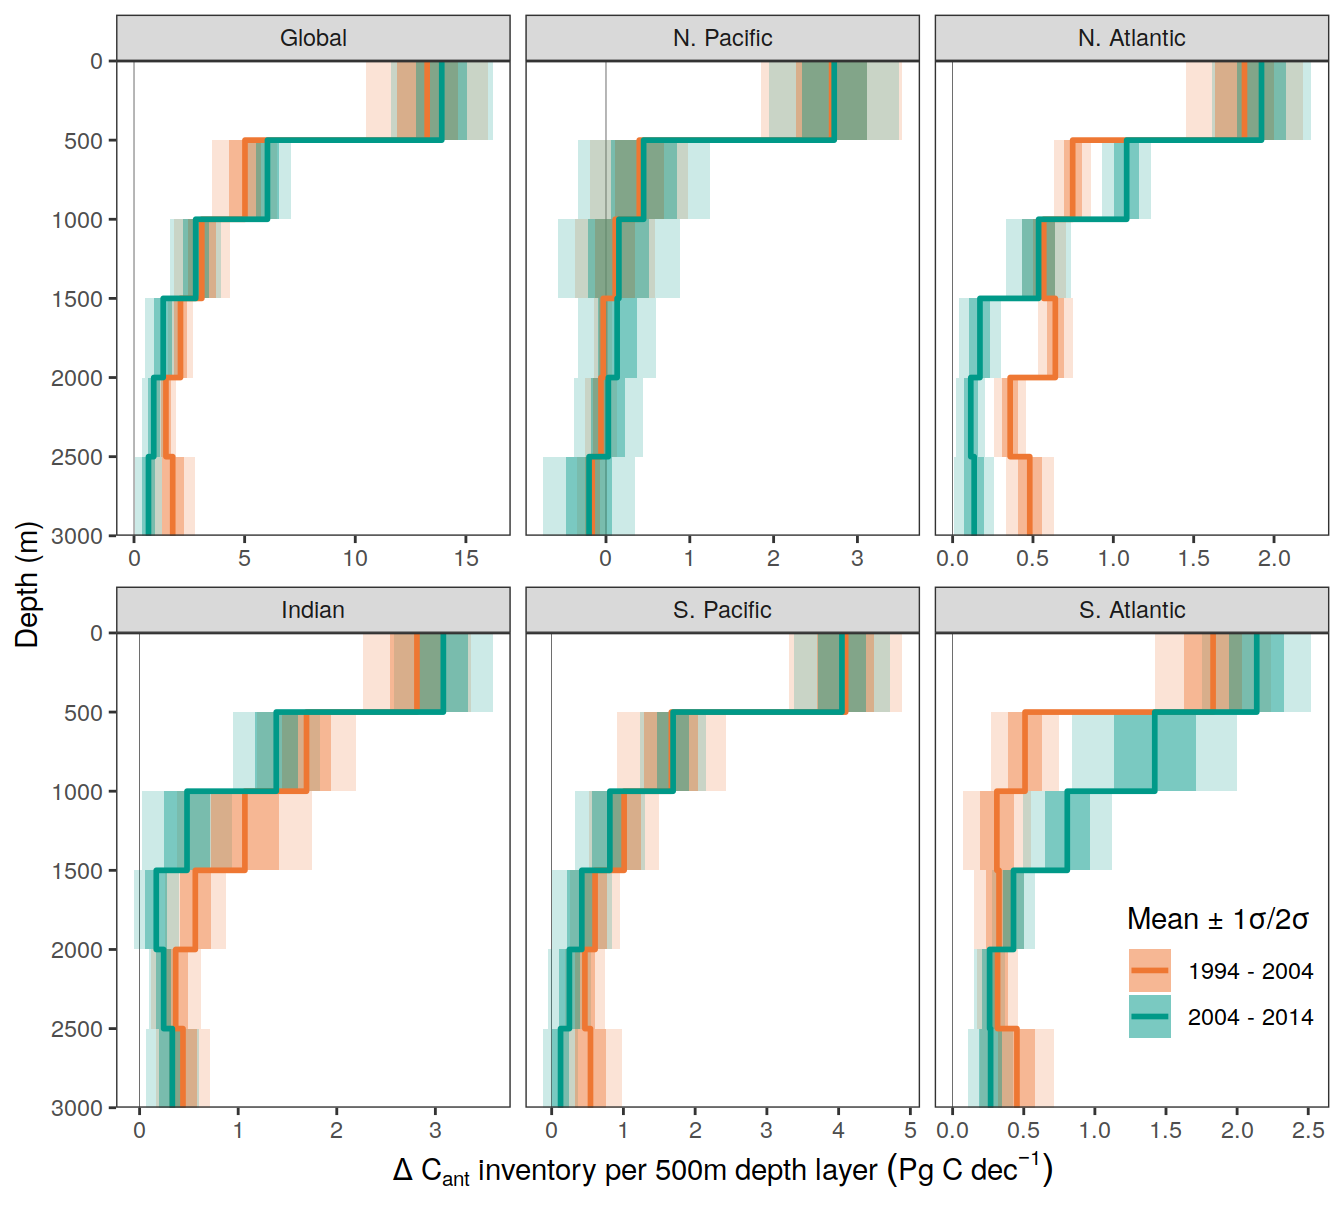 Global N. Pacific N. Atlantic
0
500
1000
1500
2000
2500
3000
0 5 10 15 0 1 2 3 0.0 0.5 1.0 1.5 2.0
Depth (m)
Indian S. Pacific S. Atlantic
0
500
1000
1500
2000
2500
3000
Mean ± 1σ/2σ
1994 - 2004
2004 - 2014
0 1 2 3 0 1 2 3 4 5 0.0 0.5 1.0 1.5 2.0 2.5
Δ Cant inventory per 500m depth layer (Pg C dec⁻¹)